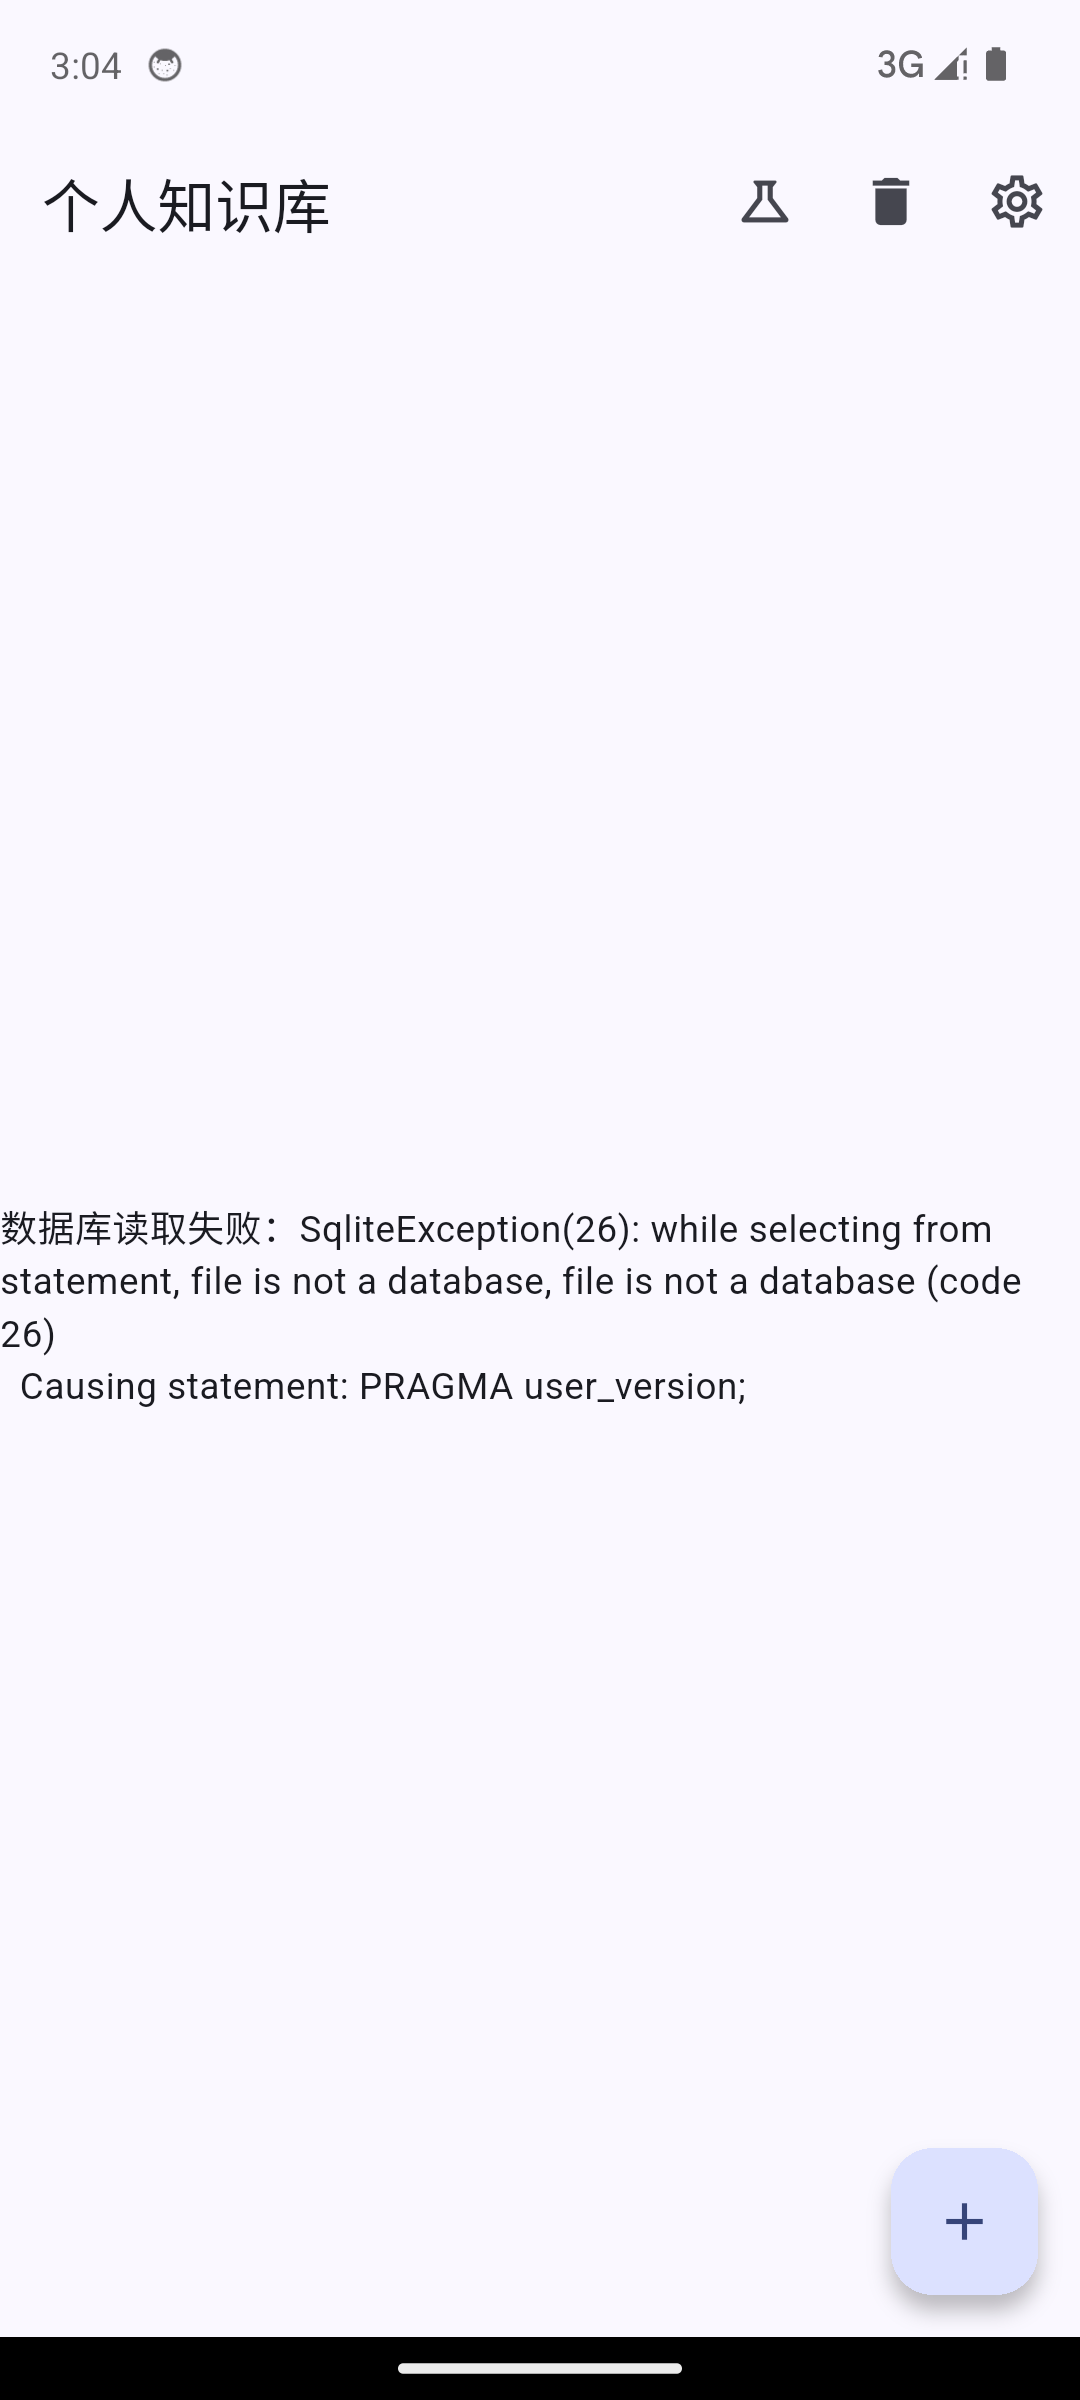 3:04
3G
个人知识库
数据库读取失败：SqliteException(26): while selecting from
statement, file is not a database, file is not a database (code
26)
Causing statement: PRAGMA user_version;